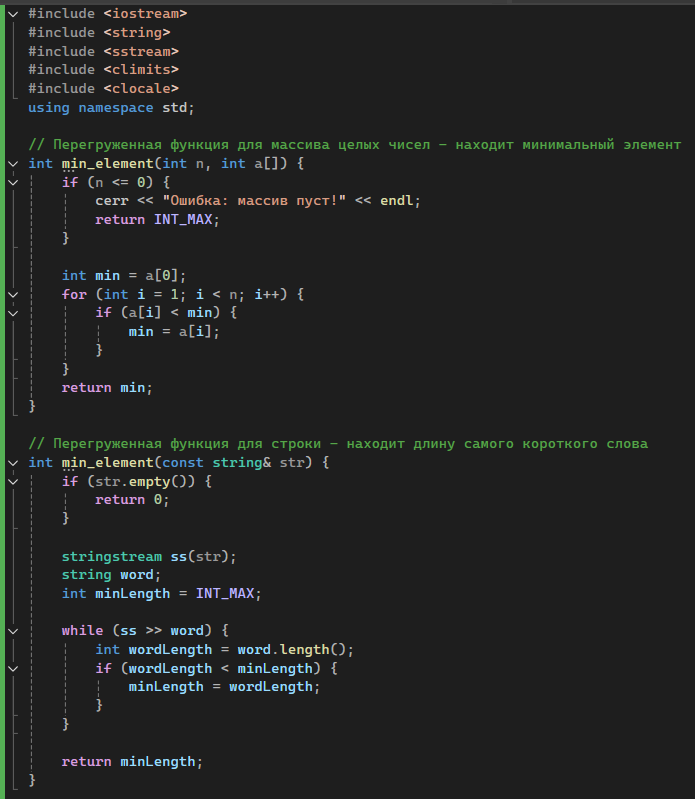 #include <iostream>
#include <string>
#include <sstream>
#include <climits>
#include <clocale>
using namespace std;

// Перегруженная функция для массива целых чисел – находит минимальный элемент
int min_element(int n, int a[]) {
    if (n <= 0) {
        cerr << "Ошибка: массив пуст!" << endl;
        return INT_MAX;
    }

    int min = a[0];
    for (int i = 1; i < n; i++) {
        if (a[i] < min) {
            min = a[i];
        }
    }
    return min;
}

// Перегруженная функция для строки – находит длину самого короткого слова
int min_element(const string& str) {
    if (str.empty()) {
        return 0;
    }

    stringstream ss(str);
    string word;
    int minLength = INT_MAX;

    while (ss >> word) {
        int wordLength = word.length();
        if (wordLength < minLength) {
            minLength = wordLength;
        }
    }

    return minLength;
}